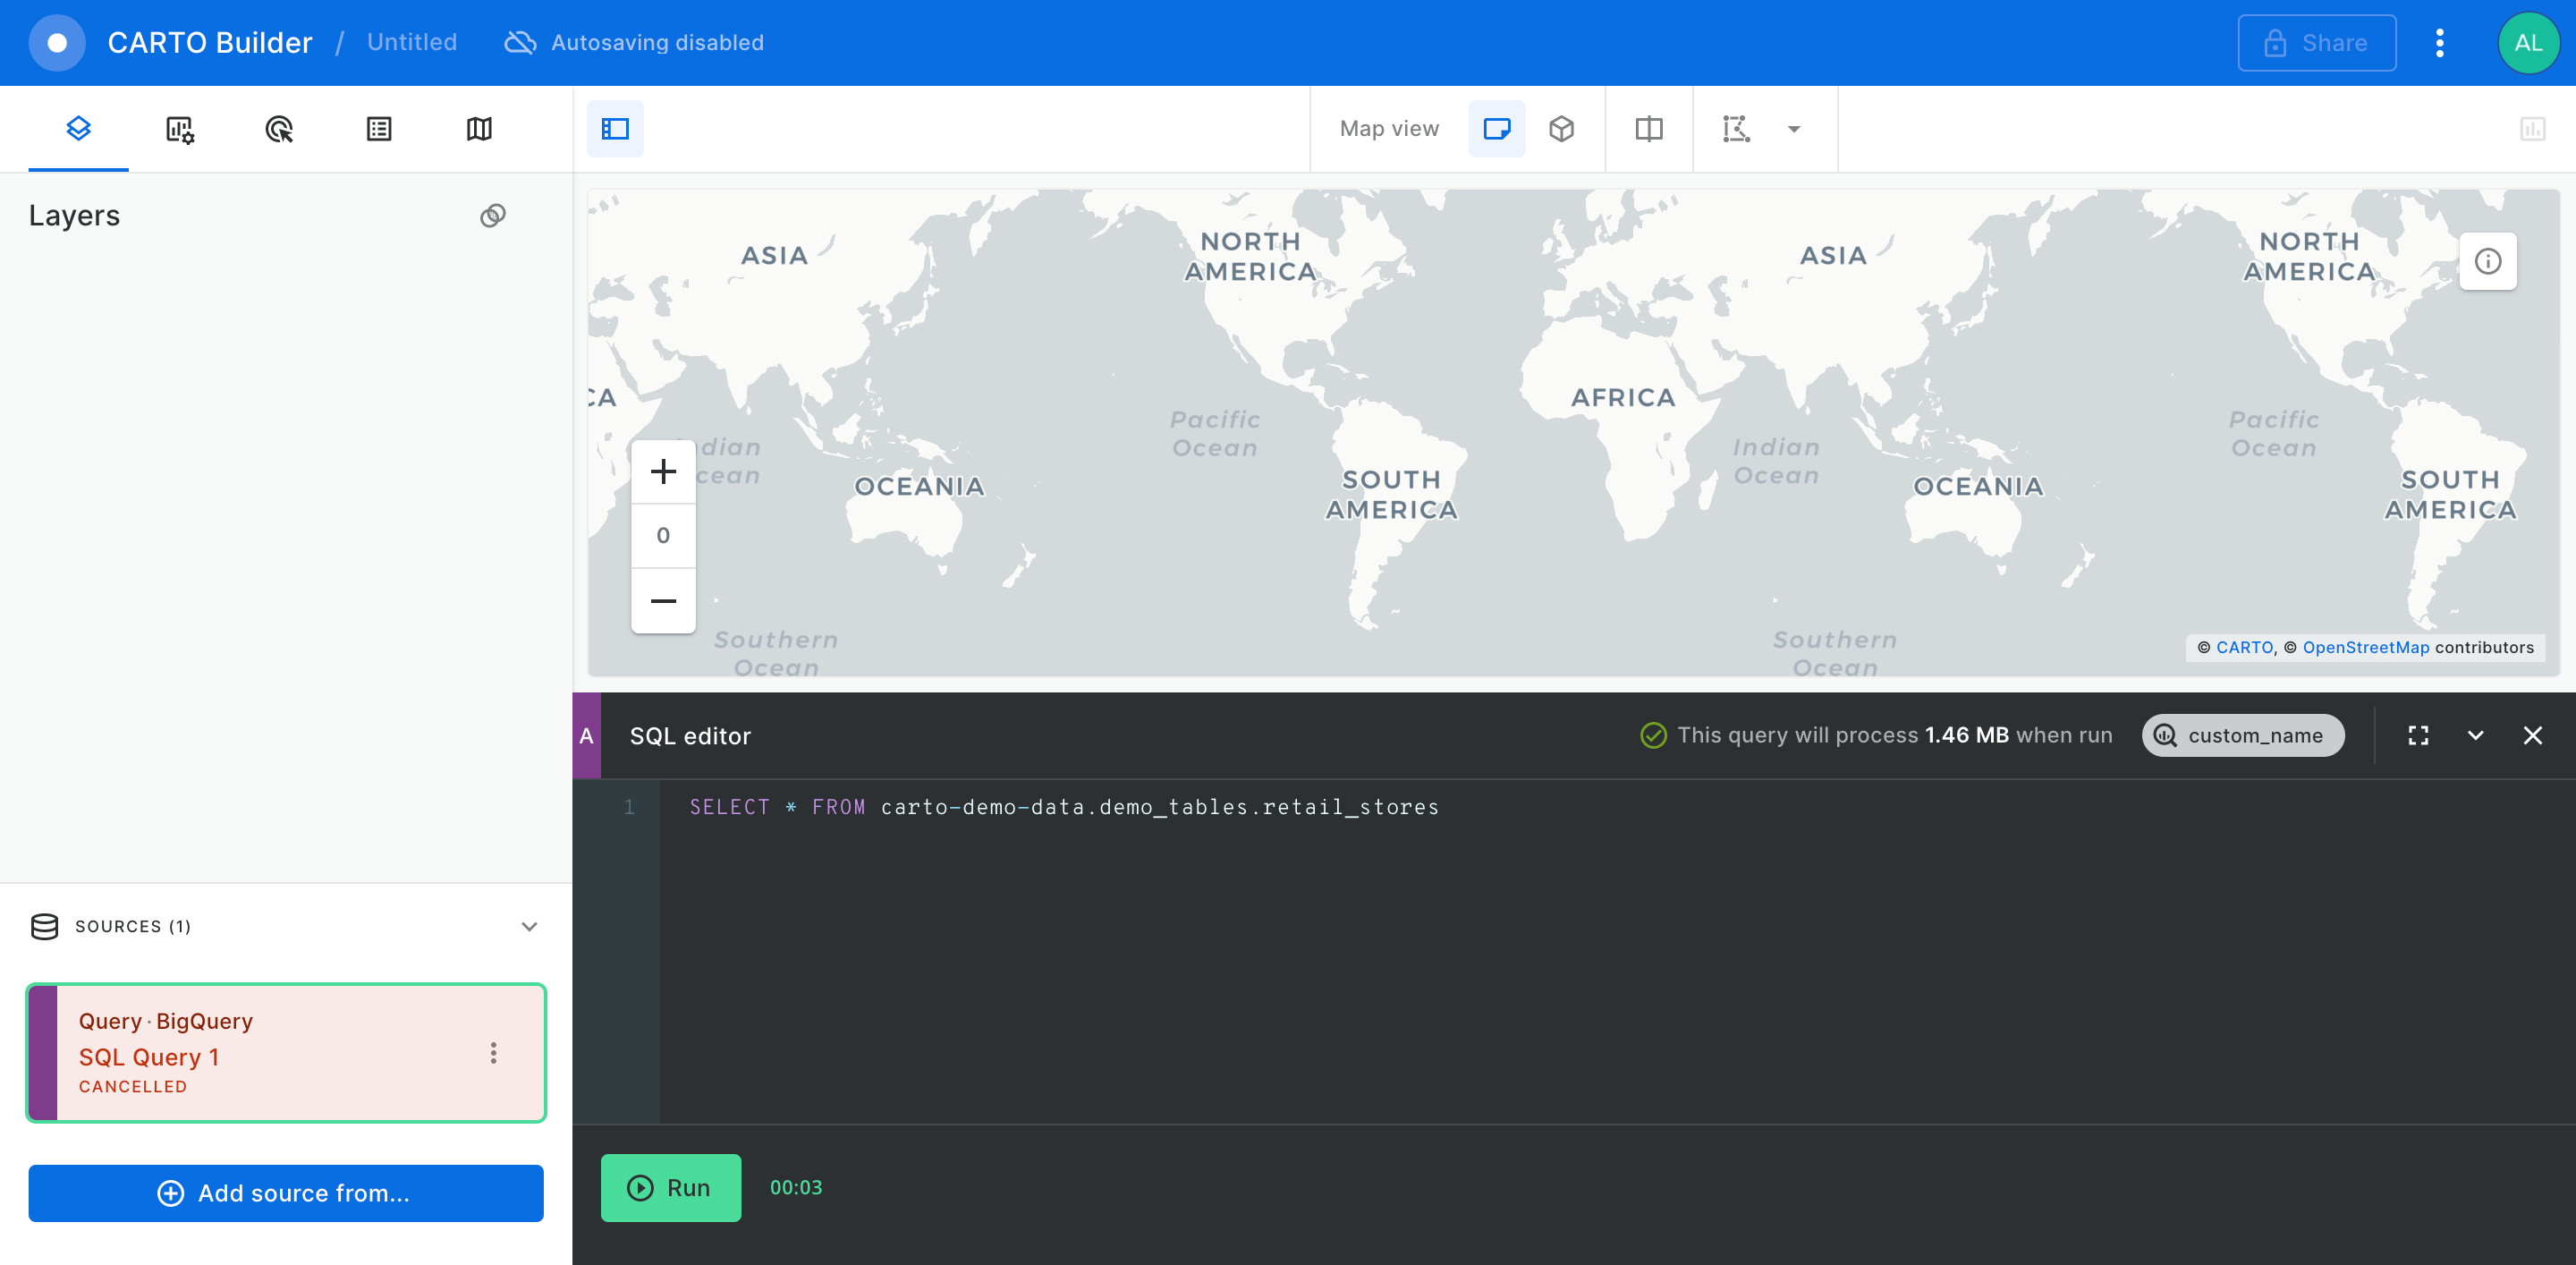 CARTO Builder / Untitled Autosaving disabled Share AL
Map view
Layers
ASIA
NORTH
AMERICA
ASIA
NORTH
AMERICA
CA
AFRICA
Pacific
Ocean
Pacific
Ocean
dian
cean
Indian
Ocean
OCEANIA
SOUTH
AMERICA
OCEANIA
SOUTH
AMERICA
+
0
−
Southern
Ocean
Southern
Ocean
© CARTO, © OpenStreetMap contributors
A SQL editor This query will process 1.46 MB when run custom_name
1 SELECT * FROM carto-demo-data.demo_tables.retail_stores
SOURCES (1)
Query · BigQuery
SQL Query 1
CANCELLED
Add source from...
Run 00:03